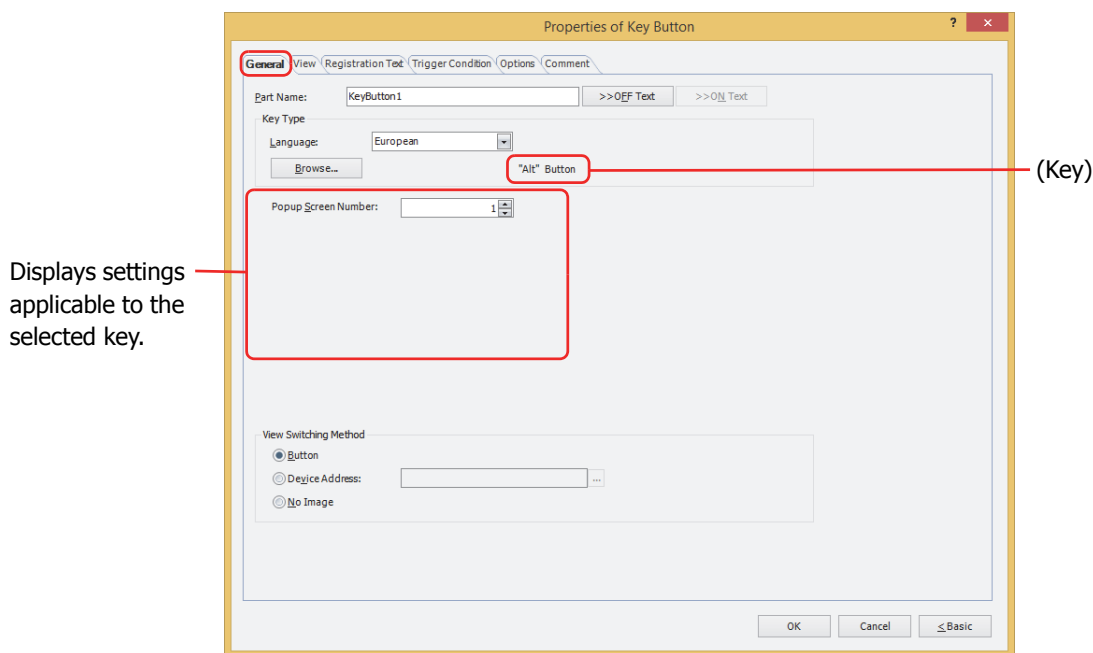 Properties of Key Button
?
General View Registration Text Trigger Condition Options Comment
Part Name: KeyButton1 >>OFF Text >>ON Text
Key Type
Language: European
Browse... "Alt" Button
(Key)
Popup Screen Number: 1
Displays settings
applicable to the
selected key.
View Switching Method
Button
Device Address: ...
No Image
OK Cancel < Basic